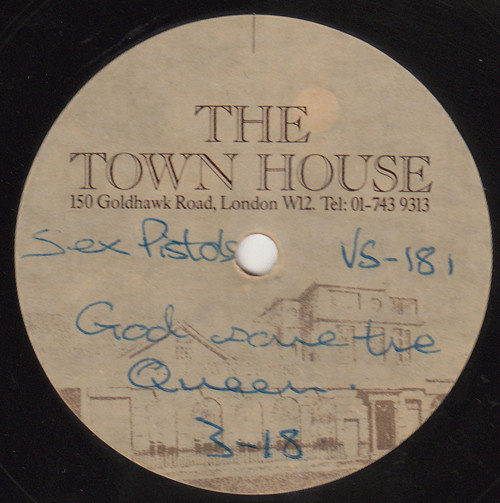 THE
TOWN HOUSE
150 Goldhawk Road, London W12. Tel: 01-743 9313
Sex Pistols VS-181
God save the
Queen.
3-18